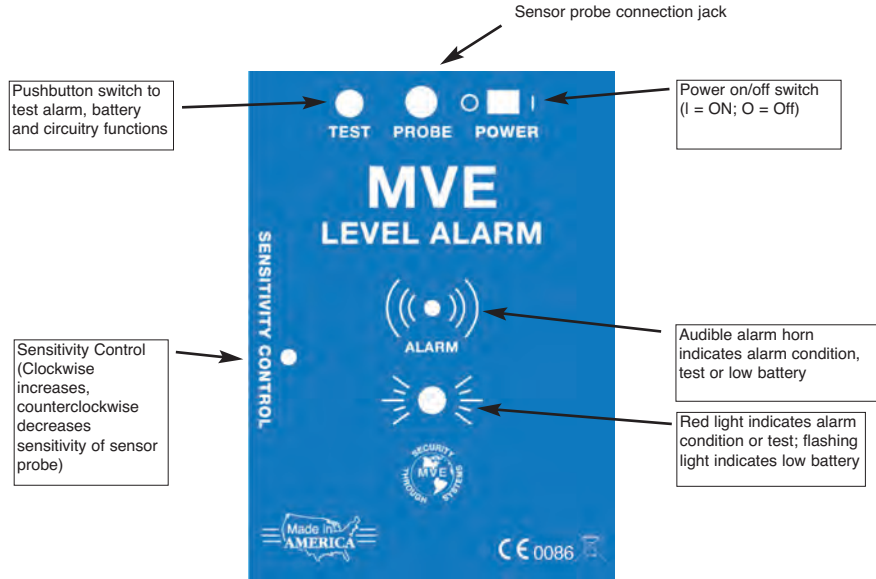 Sensor probe connection jack
Pushbutton switch to
test alarm, battery
and circuitry functions
Power on/off switch
(I = ON; O = Off)
TEST PROBE POWER
MVE
LEVEL ALARM
SENSITIVITY CONTROL
ALARM
Sensitivity Control
(Clockwise
increases,
counterclockwise
decreases
sensitivity of sensor
probe)
Audible alarm horn
indicates alarm condition,
test or low battery
Red light indicates alarm
condition or test; flashing
light indicates low battery
SECURITY
MVE
THROUGH SYSTEMS
Made in
AMERICA
CE 0086